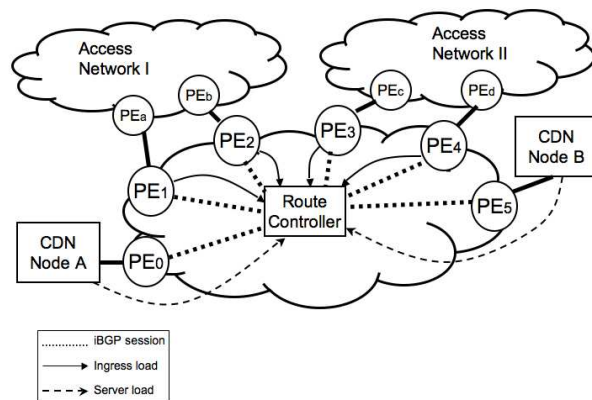 Access
Network I
Access
Network II
PEa
PEb
PEc
PEd
PE1
PE2
PE3
PE4
CDN
Node B
Route
Controller
PE5
CDN
Node A
PE0
iBGP session
Ingress load
Server load